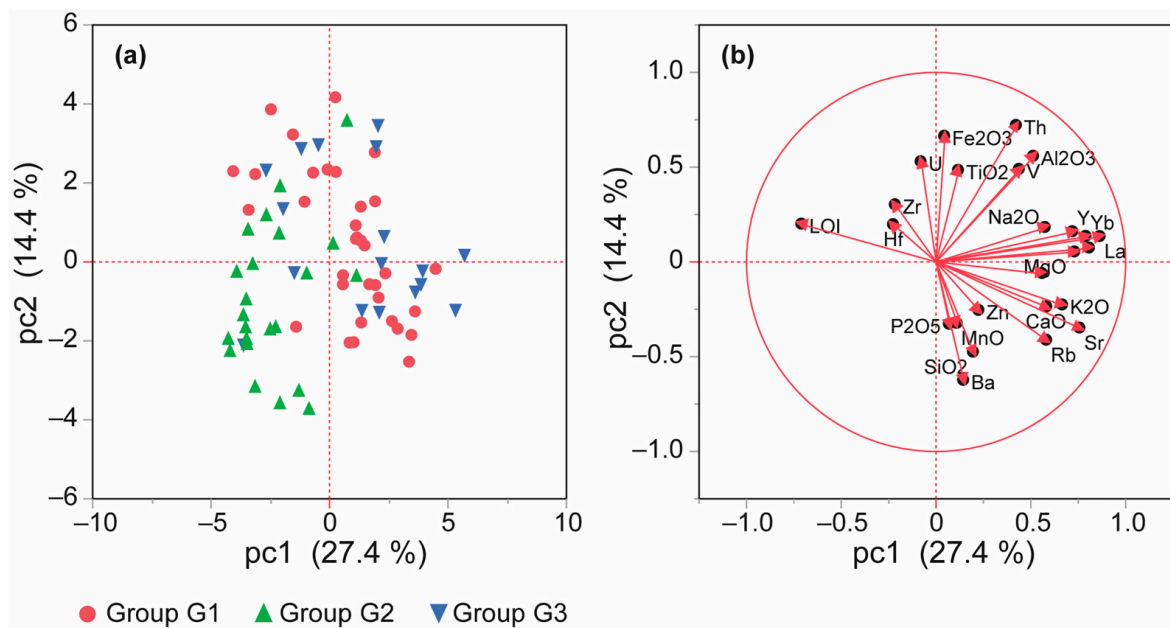 (a)
6
4
2
0
−2
−4
−6
pc2 (14.4 %)
−10
−5
0
5
10
pc1 (27.4 %)
(b)
1.0
0.5
0
−0.5
−1.0
pc2 (14.4 %)
Th
Fe2O3
Al2O3
U
TiO2
V
Zr
Na2O
Y
Yb
LOI
Hf
La
MgO
K2O
Zn
CaO
P2O5
MnO
Sr
Rb
SiO2
Ba
−1.0
−0.5
0
0.5
1.0
pc1 (27.4 %)
Group G1 Group G2 Group G3